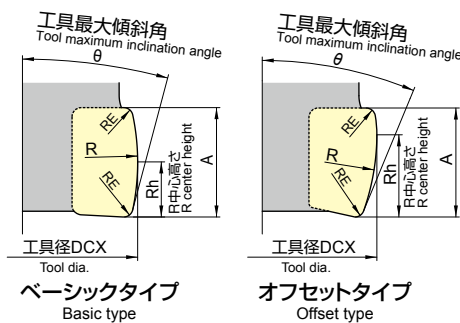 工具最大傾斜角
Tool maximum inclination angle
θ
RE
R
RE
Rh
R中心高さ
R center height
A
工具径DCX
Tool dia.
ベーシックタイプ
Basic type
工具最大傾斜角
Tool maximum inclination angle
θ
RE
R
RE
Rh
R中心高さ
R center height
A
工具径DCX
Tool dia.
オフセットタイプ
Offset type